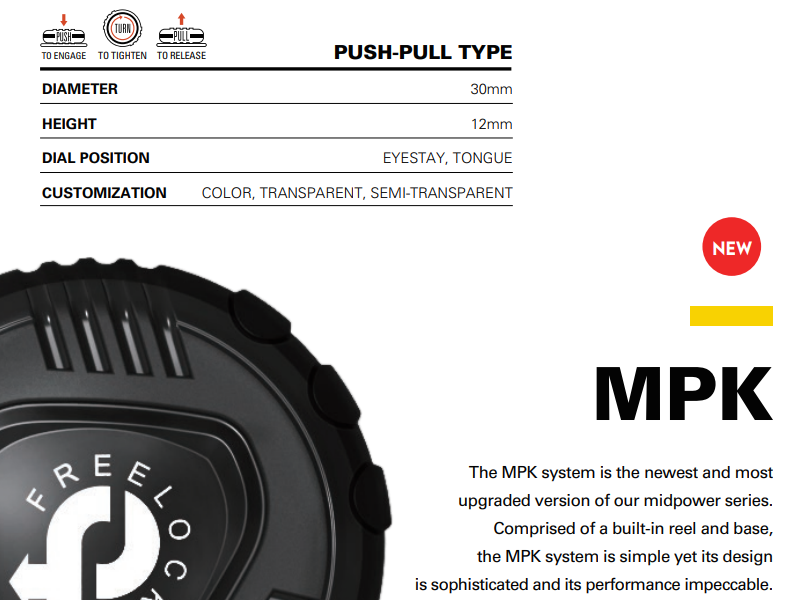 PUSH TURN PULL
TO ENGAGE TO TIGHTEN TO RELEASE
PUSH-PULL TYPE
DIAMETER 30mm
HEIGHT 12mm
DIAL POSITION EYESTAY, TONGUE
CUSTOMIZATION COLOR, TRANSPARENT, SEMI-TRANSPARENT
NEW
MPK
FREELOCA
The MPK system is the newest and most
upgraded version of our midpower series.
Comprised of a built-in reel and base,
the MPK system is simple yet its design
is sophisticated and its performance impeccable.